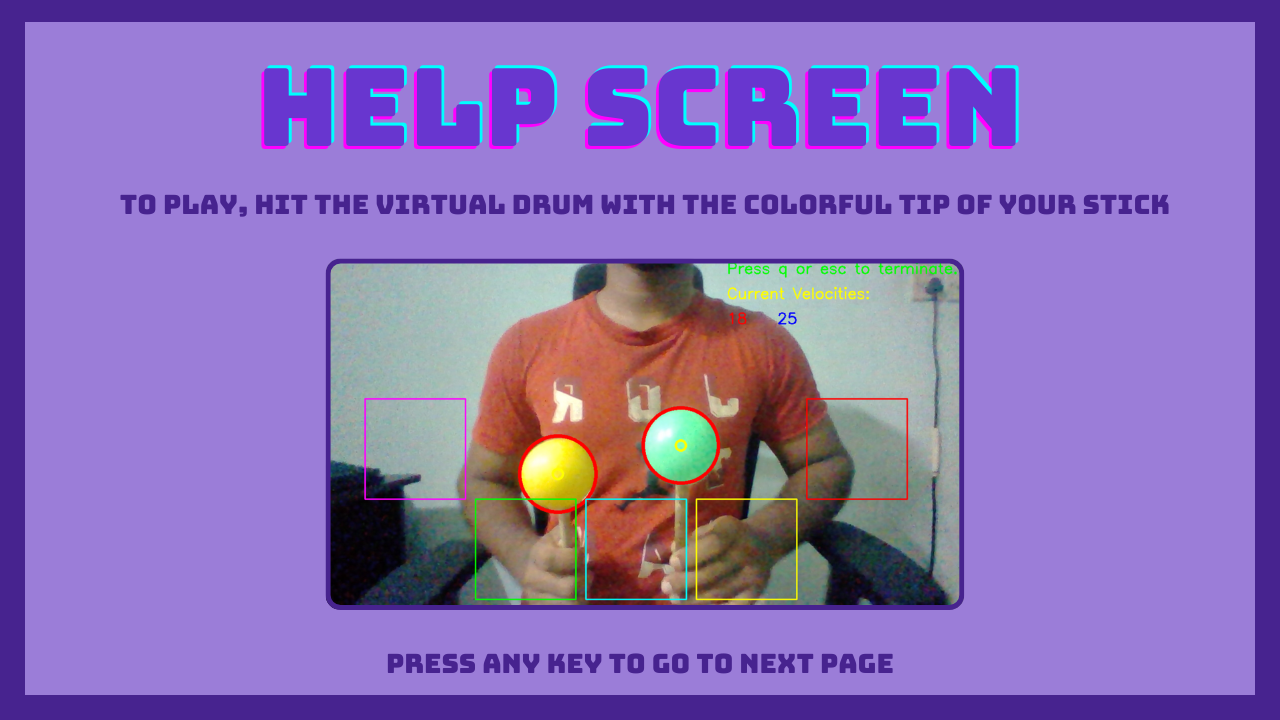 HELP SCREEN
TO PLAY, HIT THE VIRTUAL DRUM WITH THE COLORFUL TIP OF YOUR STICK
Press q or esc to terminate.
Current Velocities:
18 25
PRESS ANY KEY TO GO TO NEXT PAGE